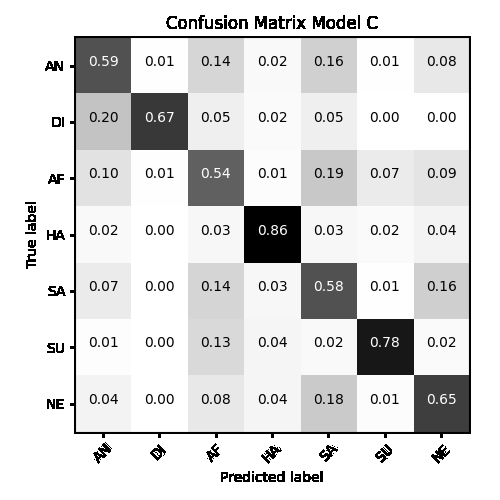 Confusion Matrix Model C
AN 0.59 0.01 0.14 0.02 0.16 0.01 0.08
DI 0.20 0.67 0.05 0.02 0.05 0.00 0.00
AF 0.10 0.01 0.54 0.01 0.19 0.07 0.09
HA 0.02 0.00 0.03 0.86 0.03 0.02 0.04
SA 0.07 0.00 0.14 0.03 0.58 0.01 0.16
SU 0.01 0.00 0.13 0.04 0.02 0.78 0.02
NE 0.04 0.00 0.08 0.04 0.18 0.01 0.65
True label
AN DI AF HA SA SU NE
Predicted label